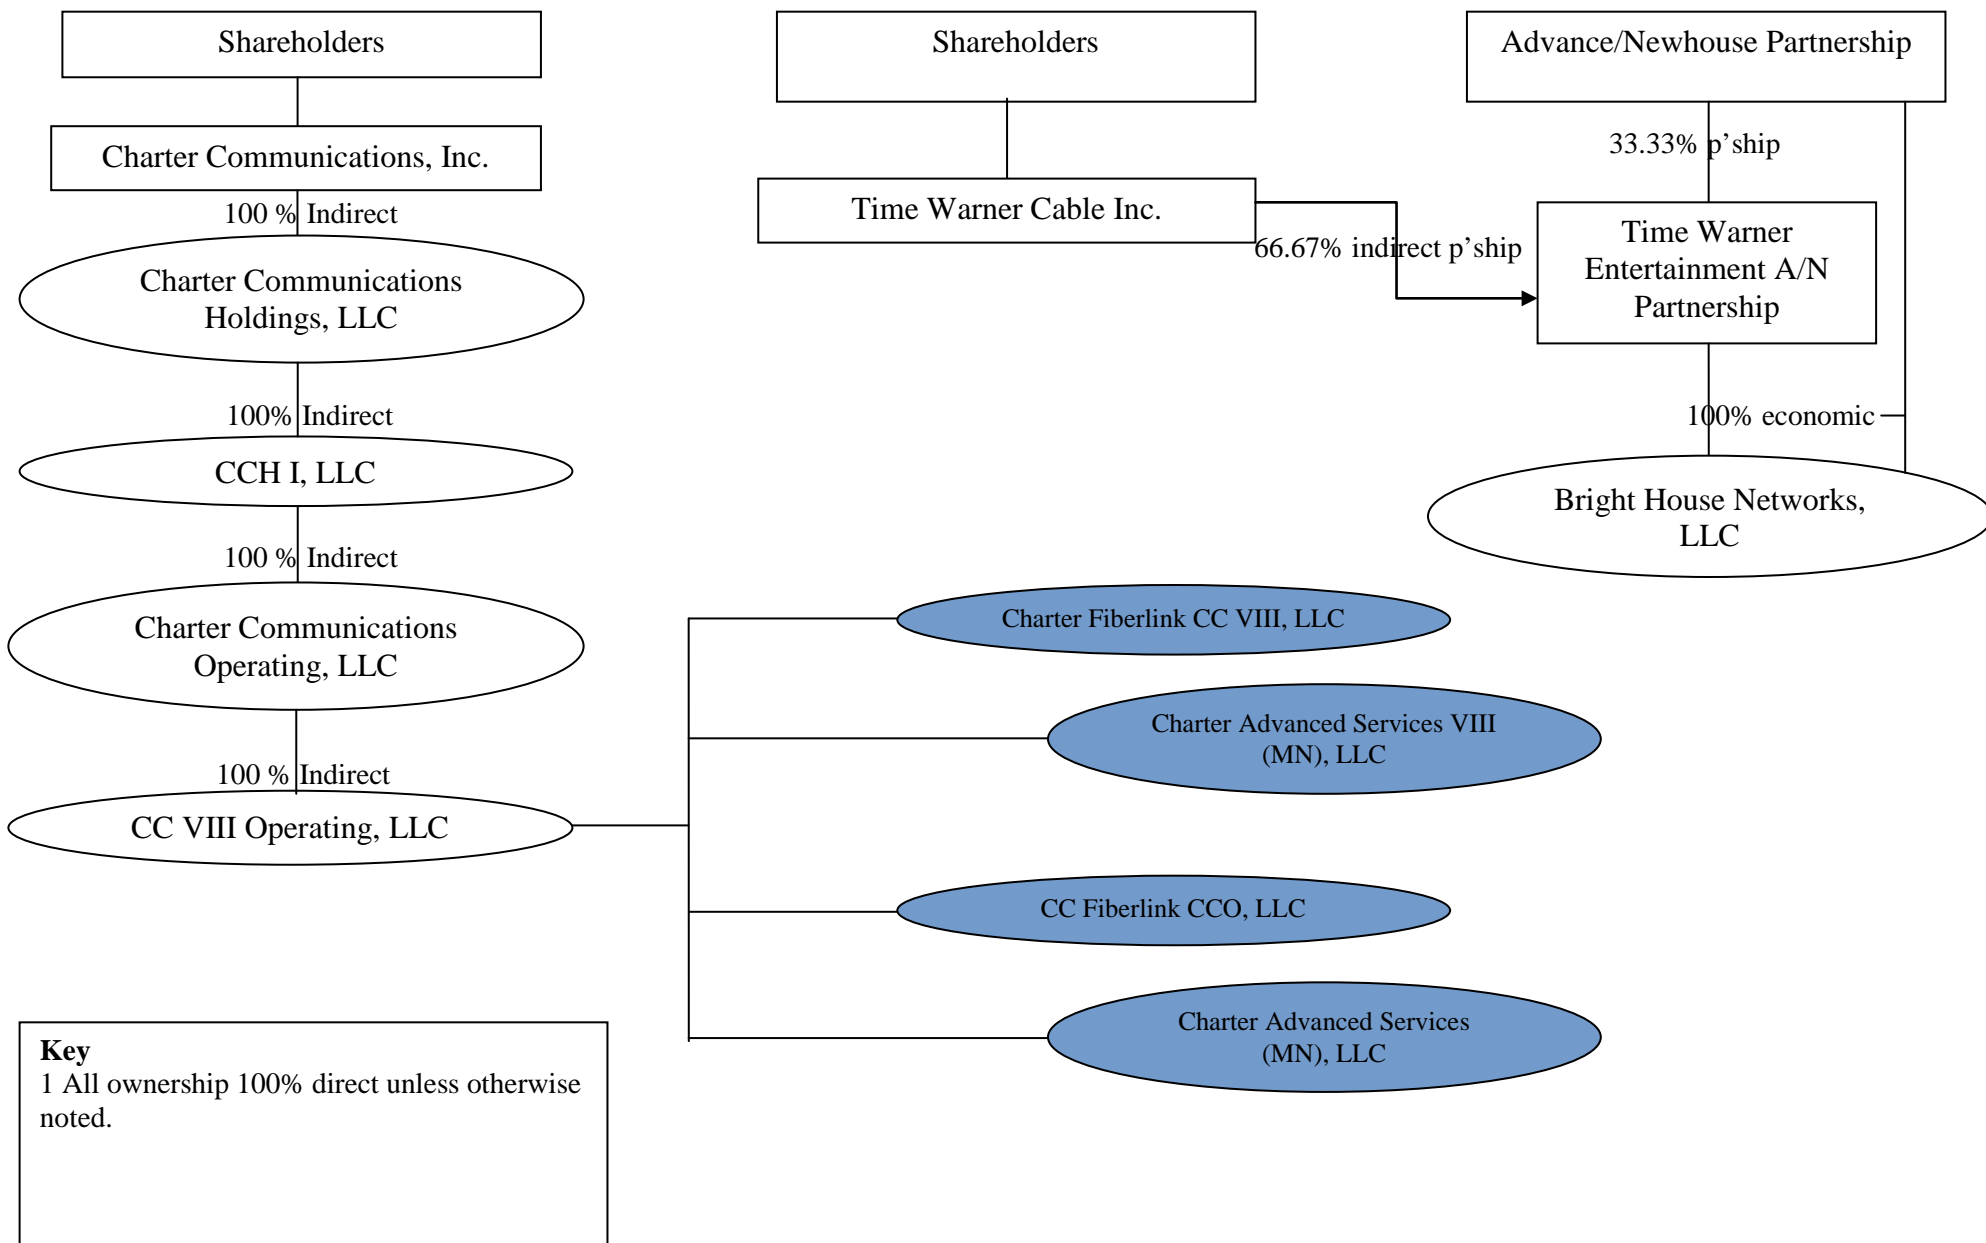 Shareholders
Charter Communications, Inc.
100 % Indirect
Charter Communications
Holdings, LLC
100% Indirect
CCH I, LLC
100 % Indirect
Charter Communications
Operating, LLC
100 % Indirect
CC VIII Operating, LLC
Shareholders
Time Warner Cable Inc.
66.67% indirect p’ship
Advance/Newhouse Partnership
33.33% p’ship
Time Warner
Entertainment A/N
Partnership
100% economic
Bright House Networks,
LLC
Charter Fiberlink CC VIII, LLC
Charter Advanced Services VIII
(MN), LLC
CC Fiberlink CCO, LLC
Charter Advanced Services
(MN), LLC
Key
1 All ownership 100% direct unless otherwise
noted.